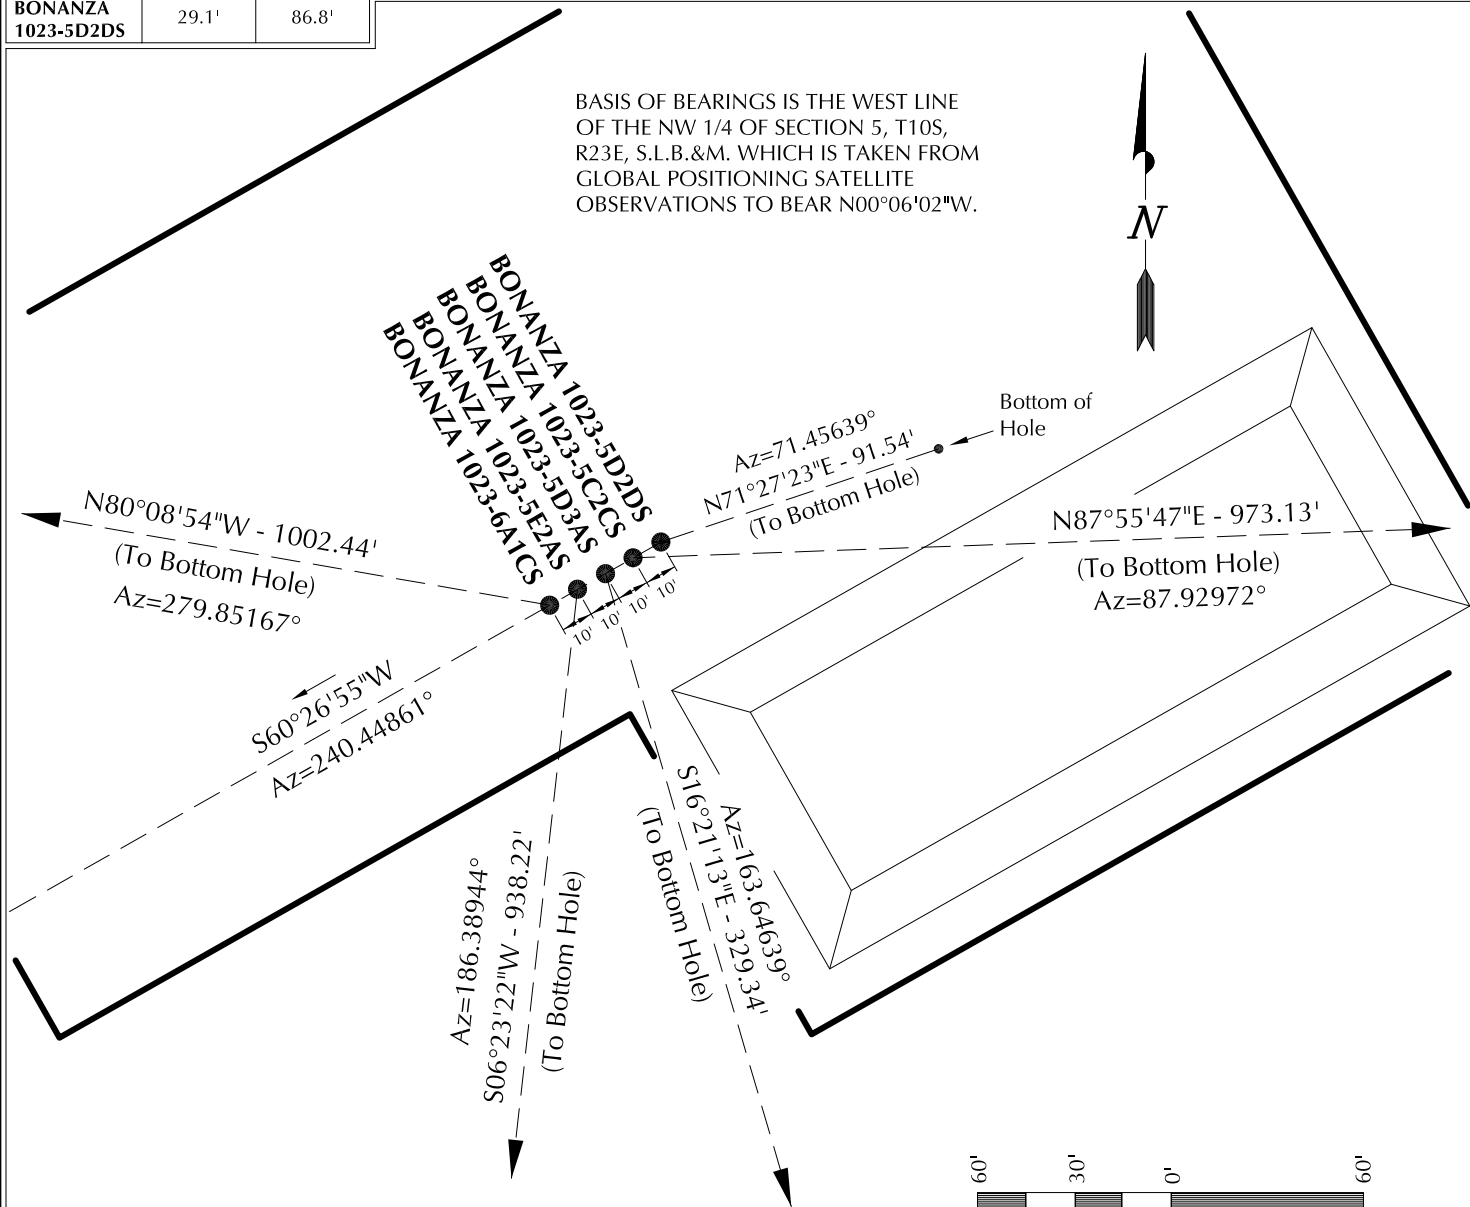 BONANZA
1023-5D2DS
29.1'
86.8'
BASIS OF BEARINGS IS THE WEST LINE
OF THE NW 1/4 OF SECTION 5, T10S,
R23E, S.L.B.&M. WHICH IS TAKEN FROM
GLOBAL POSITIONING SATELLITE
OBSERVATIONS TO BEAR N00°06'02"W.
N
BONANZA 1023-5D2DS
BONANZA 1023-5C2CS
BONANZA 1023-5D3AS
BONANZA 1023-5E2AS
BONANZA 1023-6A1CS
Bottom of
Hole
Az=71.45639°
N71°27'23"E - 91.54'
(To Bottom Hole)
N87°55'47"E - 973.13'
(To Bottom Hole)
Az=87.92972°
N80°08'54"W - 1002.44'
(To Bottom Hole)
Az=279.85167°
10'
10'
10'
10'
S60°26'55"W
Az=240.44861°
Az=186.38944°
S06°23'22"W - 938.22'
(To Bottom Hole)
Az=163.64639°
S16°21'13"E - 329.34'
(To Bottom Hole)
60'
30'
0'
60'